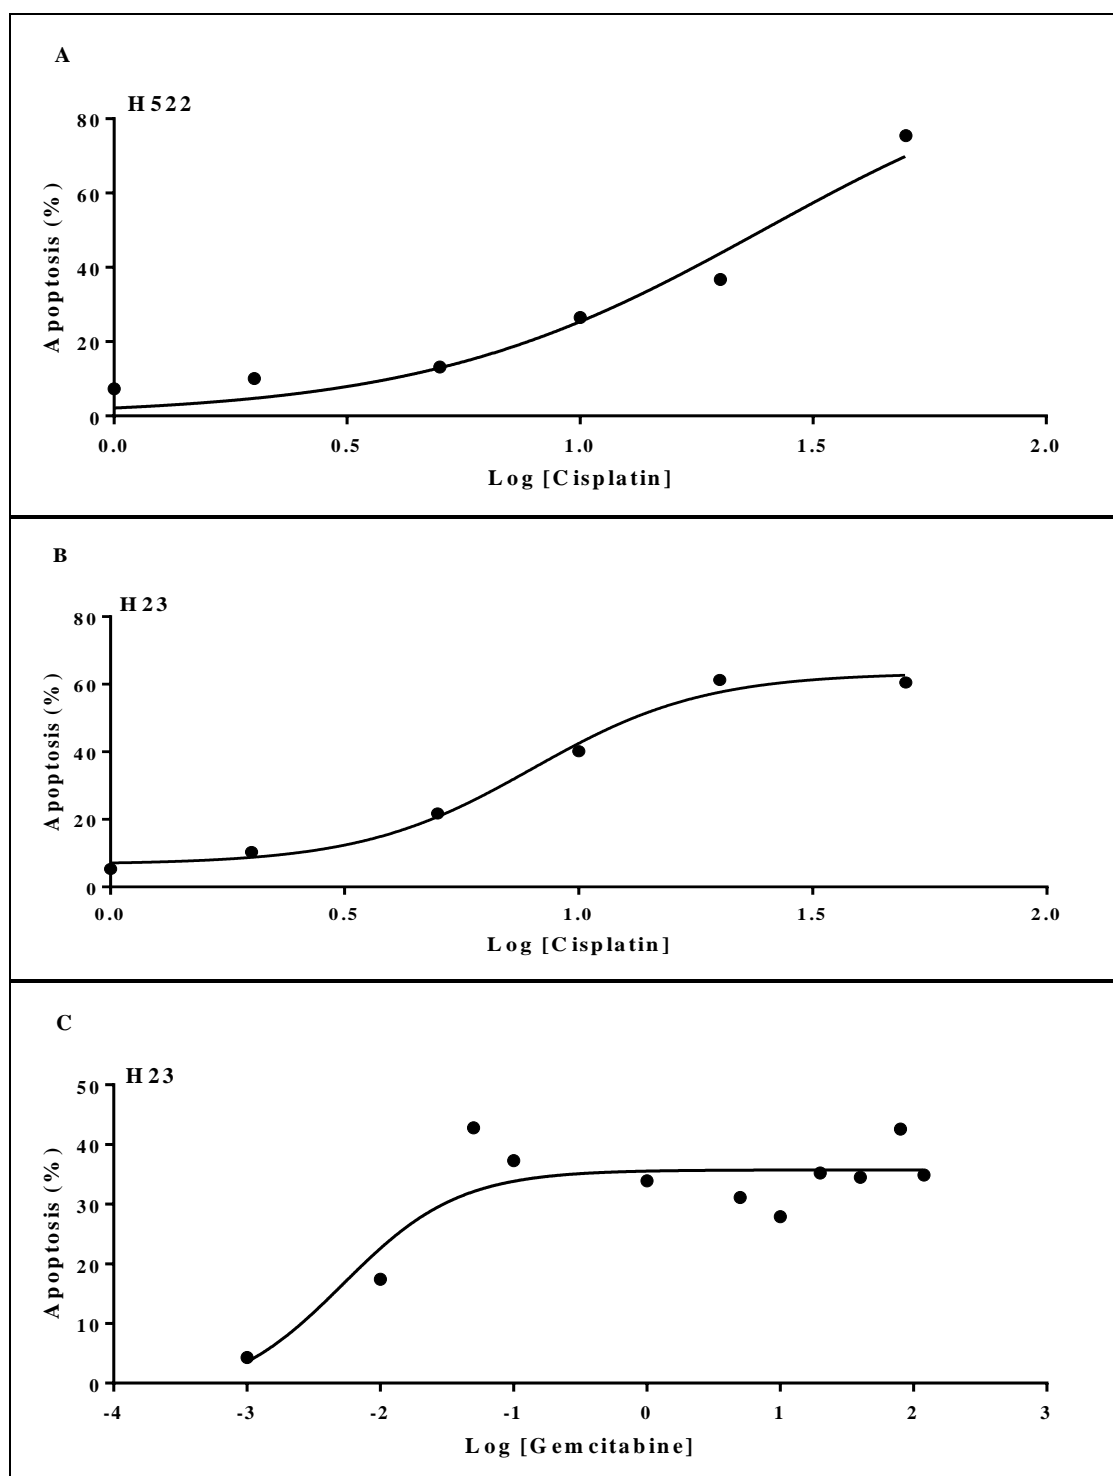 A
H522
80
60
40
20
0
Apoptosis (%)
0.0 0.5 1.0 1.5 2.0
Log [Cisplatin]
B
H23
80
60
40
20
0
Apoptosis (%)
0.0 0.5 1.0 1.5 2.0
Log [Cisplatin]
C
H23
50
40
30
20
10
0
Apoptosis (%)
-4 -3 -2 -1 0 1 2 3
Log [Gemcitabine]